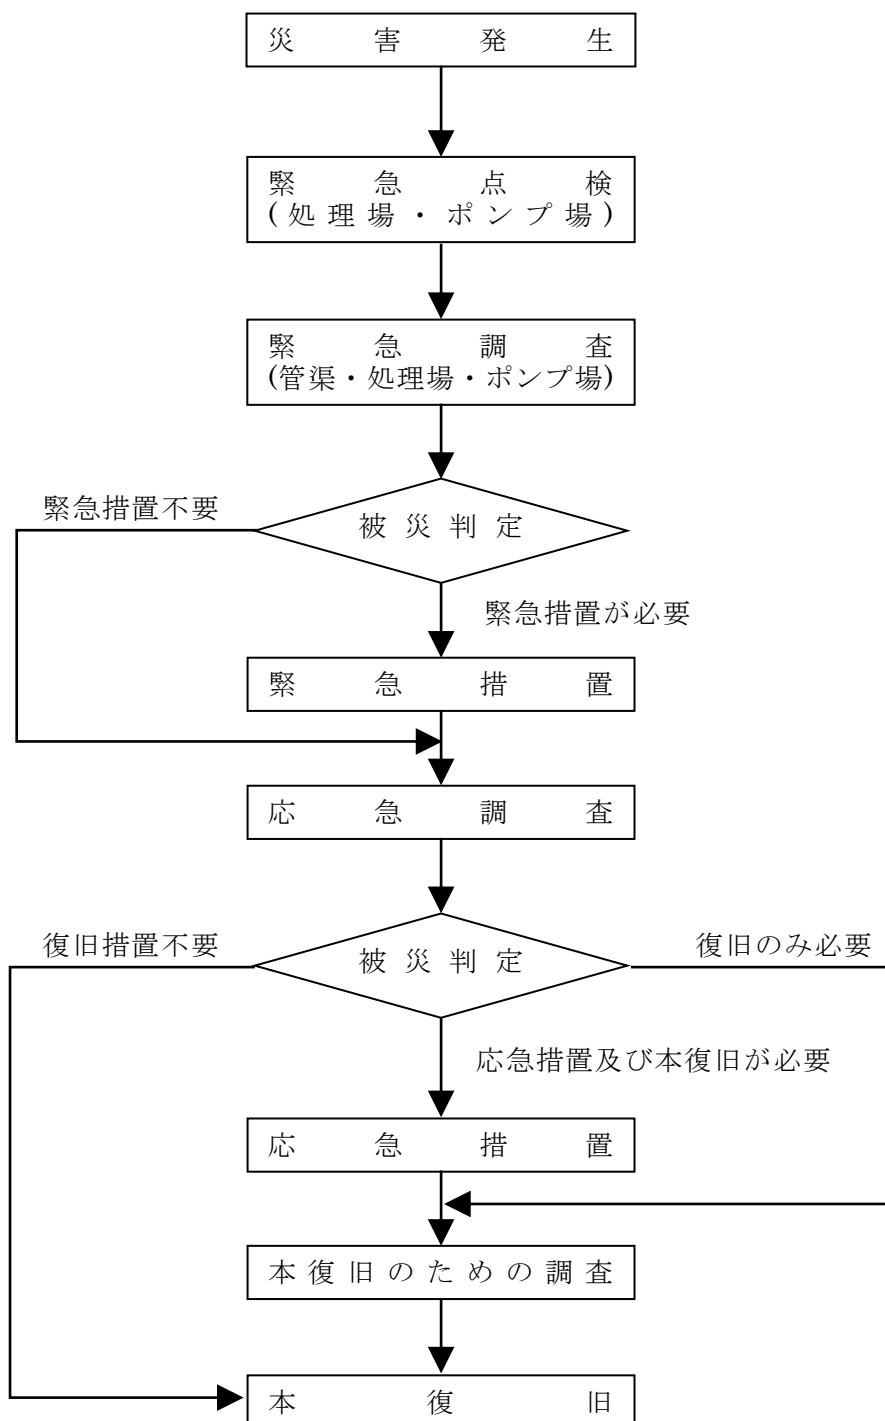 災害発生
緊急点検
(処理場・ポンプ場)
緊急調査
(管渠・処理場・ポンプ場)
緊急措置不要
被災判定
緊急措置が必要
緊急措置
応急調査
復旧措置不要
被災判定
復旧のみ必要
応急措置及び本復旧が必要
応急措置
本復旧のための調査
本復旧